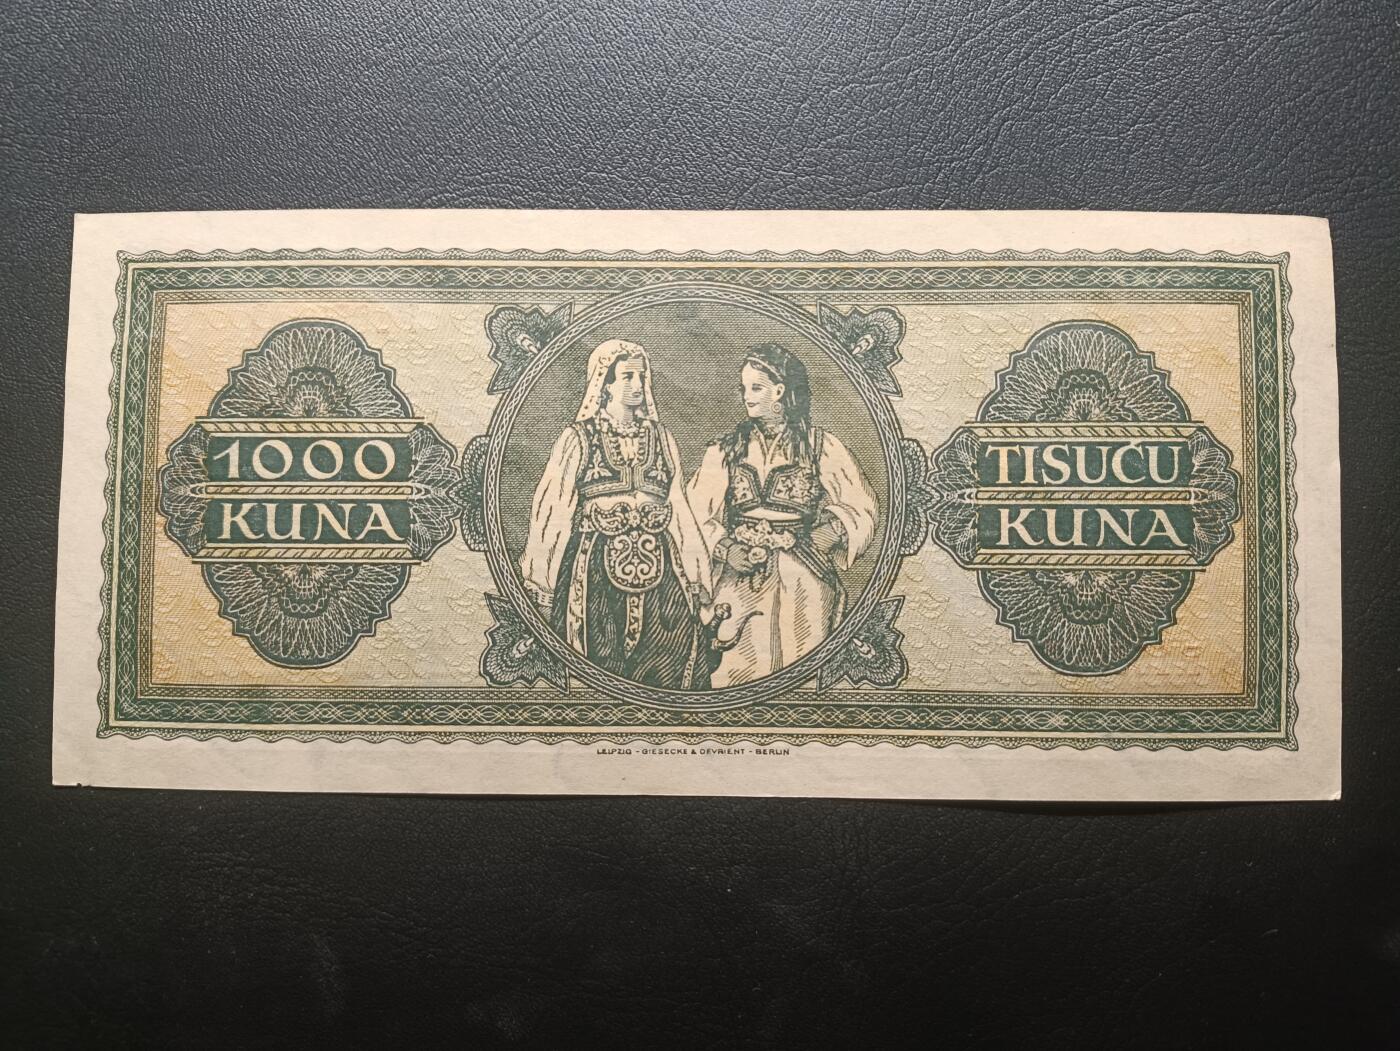 1000
KUNA
TISUĆU
KUNA
LEIPZIG - GIESECKE & DEVRIENT - BERLIN